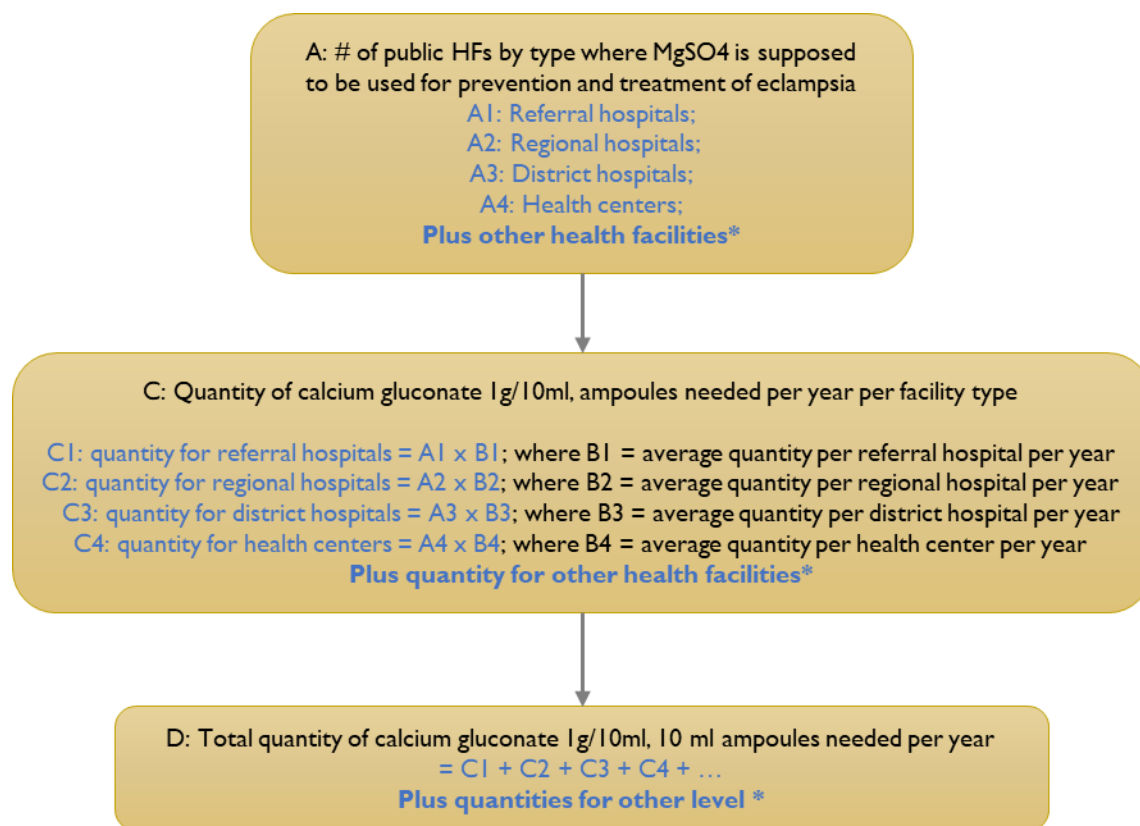 A: # of public HFs by type where MgSO4 is supposed
to be used for prevention and treatment of eclampsia
A1: Referral hospitals;
A2: Regional hospitals;
A3: District hospitals;
A4: Health centers;
Plus other health facilities*
C: Quantity of calcium gluconate 1g/10ml, ampoules needed per year per facility type
C1: quantity for referral hospitals = A1 x B1; where B1 = average quantity per referral hospital per year
C2: quantity for regional hospitals = A2 x B2; where B2 = average quantity per regional hospital per year
C3: quantity for district hospitals = A3 x B3; where B3 = average quantity per district hospital per year
C4: quantity for health centers = A4 x B4; where B4 = average quantity per health center per year
Plus quantity for other health facilities*
D: Total quantity of calcium gluconate 1g/10ml, 10 ml ampoules needed per year
= C1 + C2 + C3 + C4 + …
Plus quantities for other level *